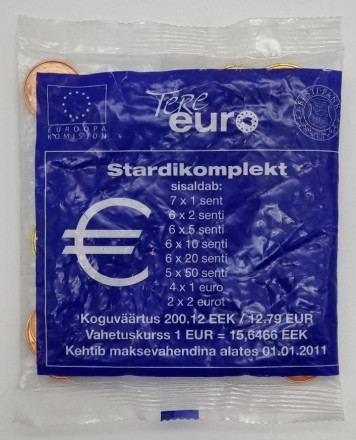 Tere
euro
EUROOPA
KOMISJON
EESTI PANK
Stardikomplekt
sisaldab:
7 x 1 sent
6 x 2 senti
6 x 5 senti
6 x 10 senti
6 x 20 senti
5 x 50 senti
4 x 1 euro
2 x 2 eurot
€
Koguväärtus 200.12 EEK / 12.79 EUR
Vahetuskurss 1 EUR = 15,6466 EEK
Kehtib maksevahendina alates 01.01.2011